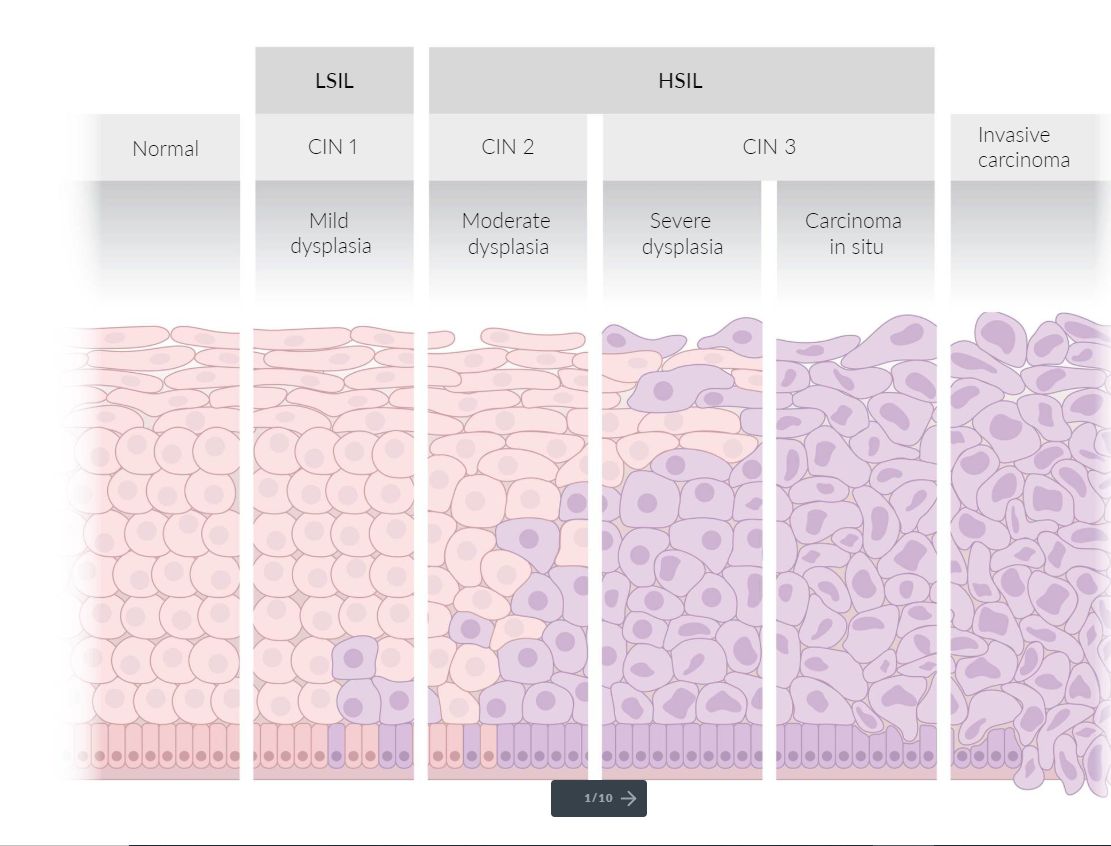 LSIL
HSIL
Normal
CIN 1
CIN 2
CIN 3
Invasive
carcinoma
Mild
dysplasia
Moderate
dysplasia
Severe
dysplasia
Carcinoma
in situ
1/10 →